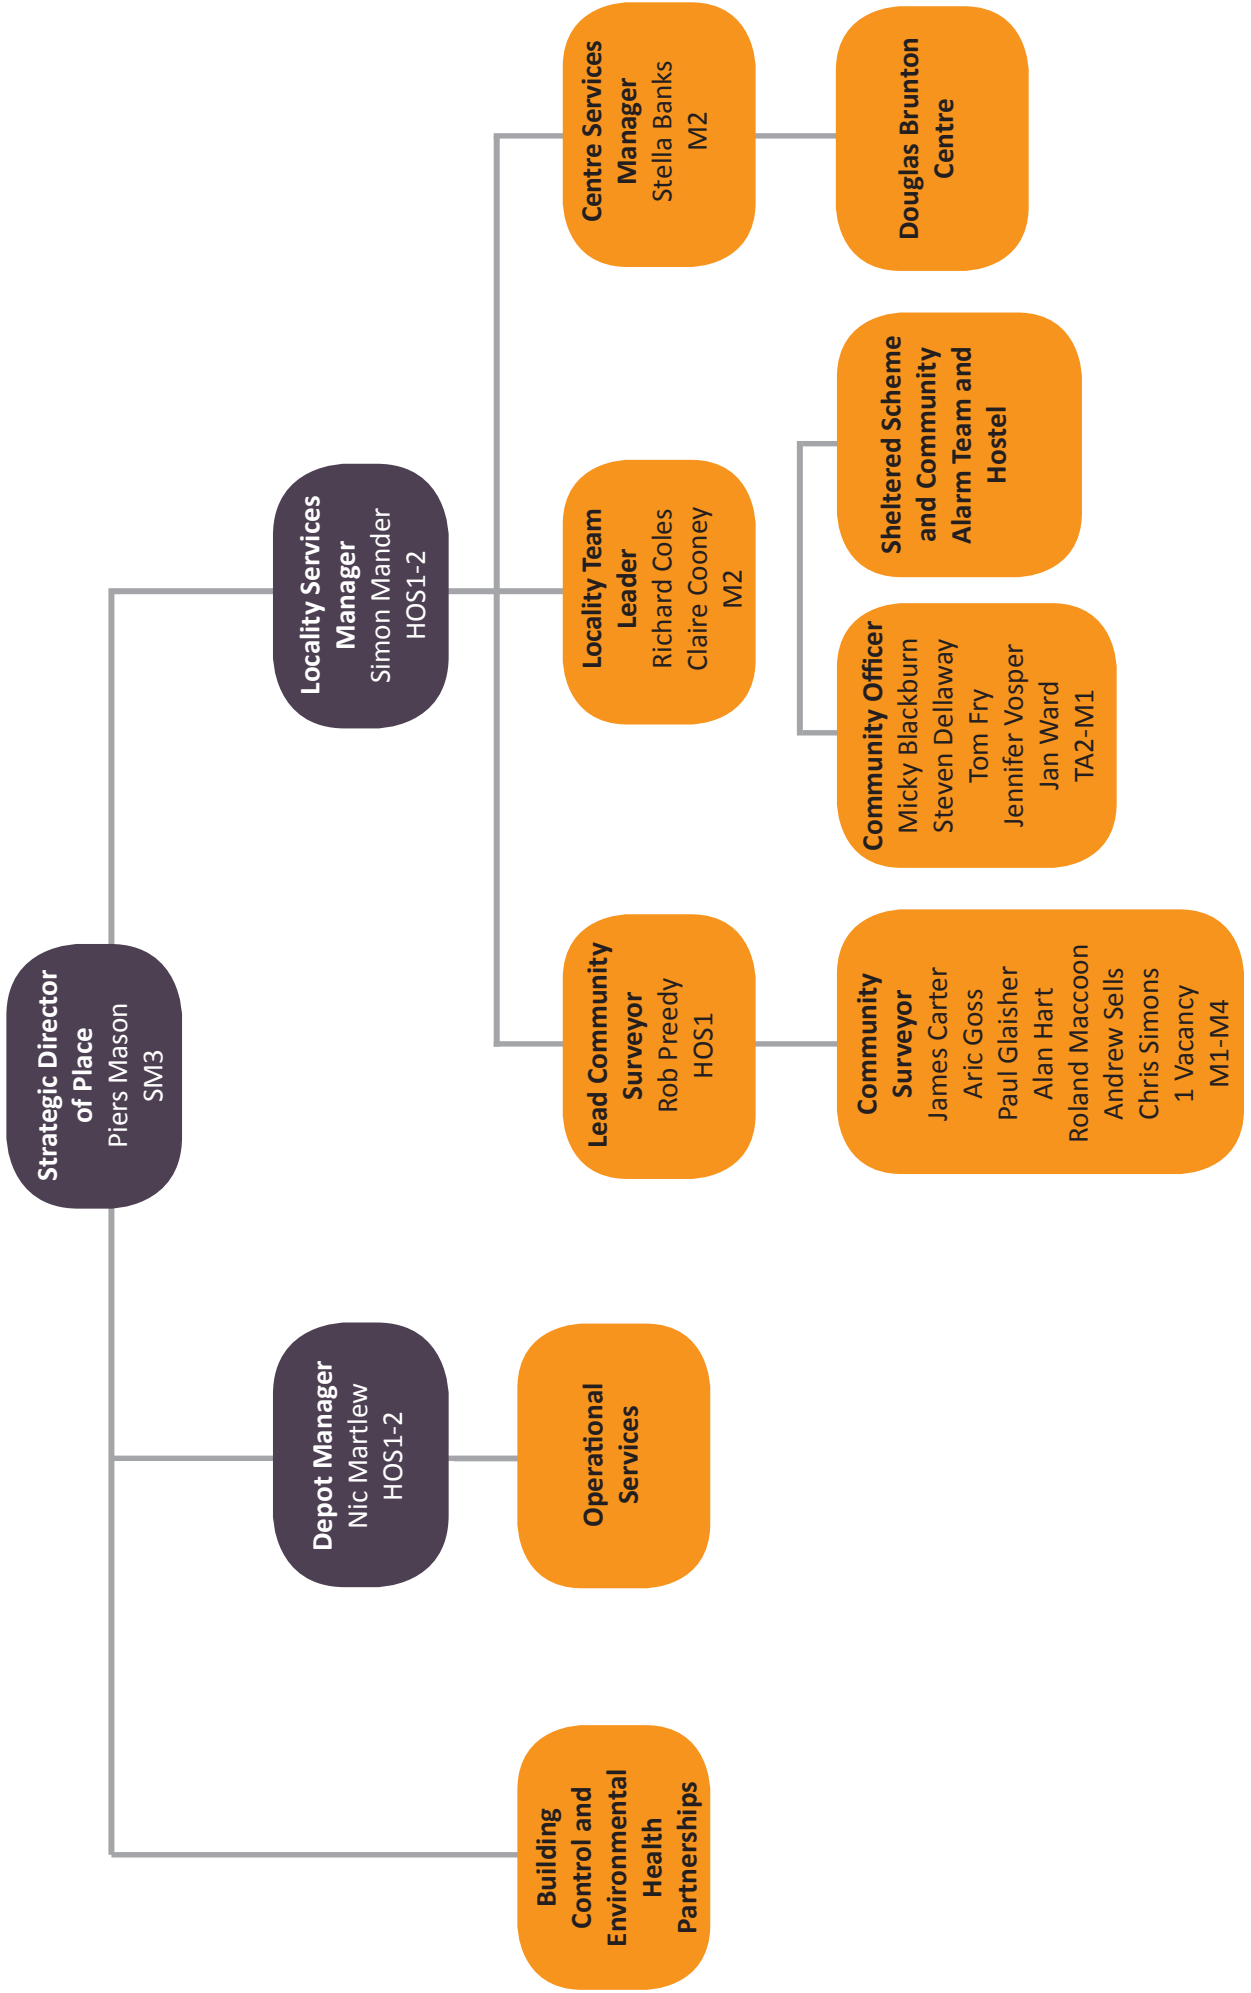 Strategic Director
of Place
Piers Mason
SM3
Depot Manager
Nic Martlew
HOS1-2
Locality Services
Manager
Simon Mander
HOS1-2
Building
Control and
Environmental
Health
Partnerships
Operational
Services
Lead Community
Surveyor
Rob Preedy
HOS1
Locality Team
Leader
Richard Coles
Claire Cooney
M2
Centre Services
Manager
Stella Banks
M2
Community
Surveyor
James Carter
Aric Goss
Paul Glaisher
Alan Hart
Roland Maccoon
Andrew Sells
Chris Simons
1 Vacancy
M1-M4
Community Officer
Micky Blackburn
Steven Dellaway
Tom Fry
Jennifer Vosper
Jan Ward
TA2-M1
Sheltered Scheme
and Community
Alarm Team and
Hostel
Douglas Brunton
Centre